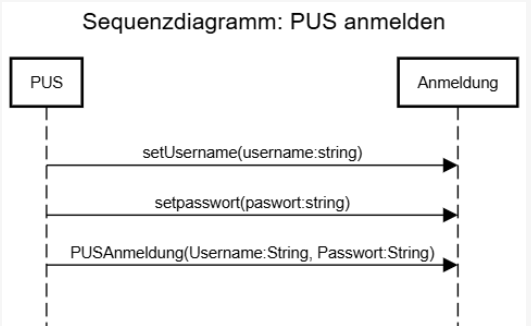 Sequenzdiagramm: PUS anmelden
PUS
Anmeldung
setUsername(username:string)
setpasswort(paswort:string)
PUSAnmeldung(Username:String, Passwort:String)